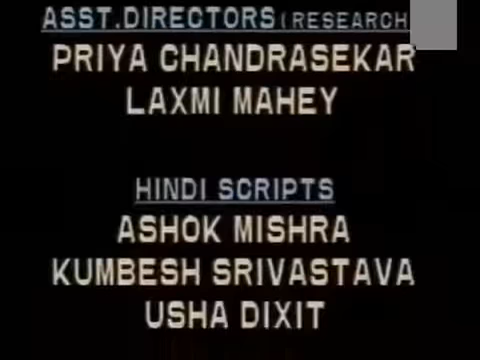 ASST.DIRECTORS(RESEARCH
PRIYA CHANDRASEKAR
LAXMI MAHEY
HINDI SCRIPTS
ASHOK MISHRA
KUMBESH SRIVASTAVA
USHA DIXIT